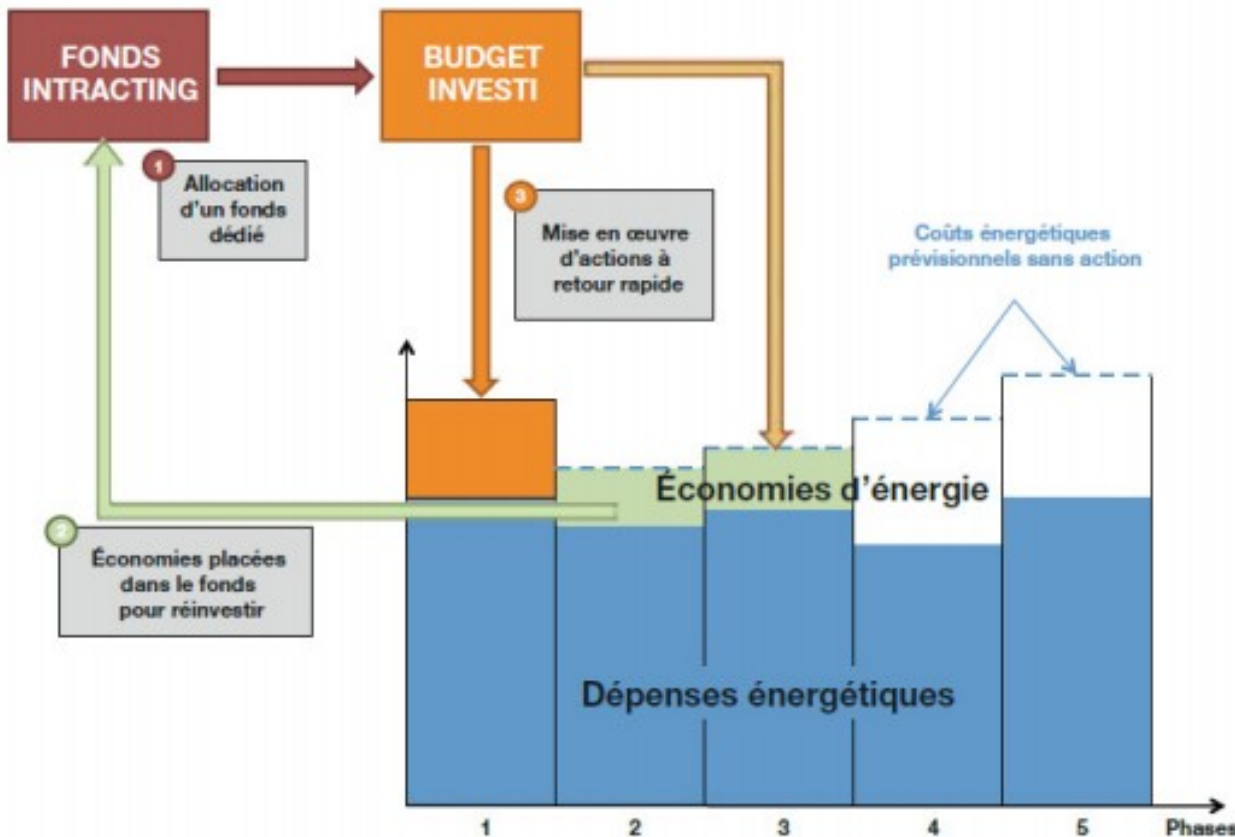 FONDS
INTRACTING
BUDGET
INVESTI
1
Allocation
d'un fonds
dédié
3
Mise en œuvre
d'actions à
retour rapide
Coûts énergétiques
prévisionnels sans action
Économies d'énergie
2
Économies placées
dans le fonds
pour réinvestir
Dépenses énergétiques
1 2 3 4 5 Phases